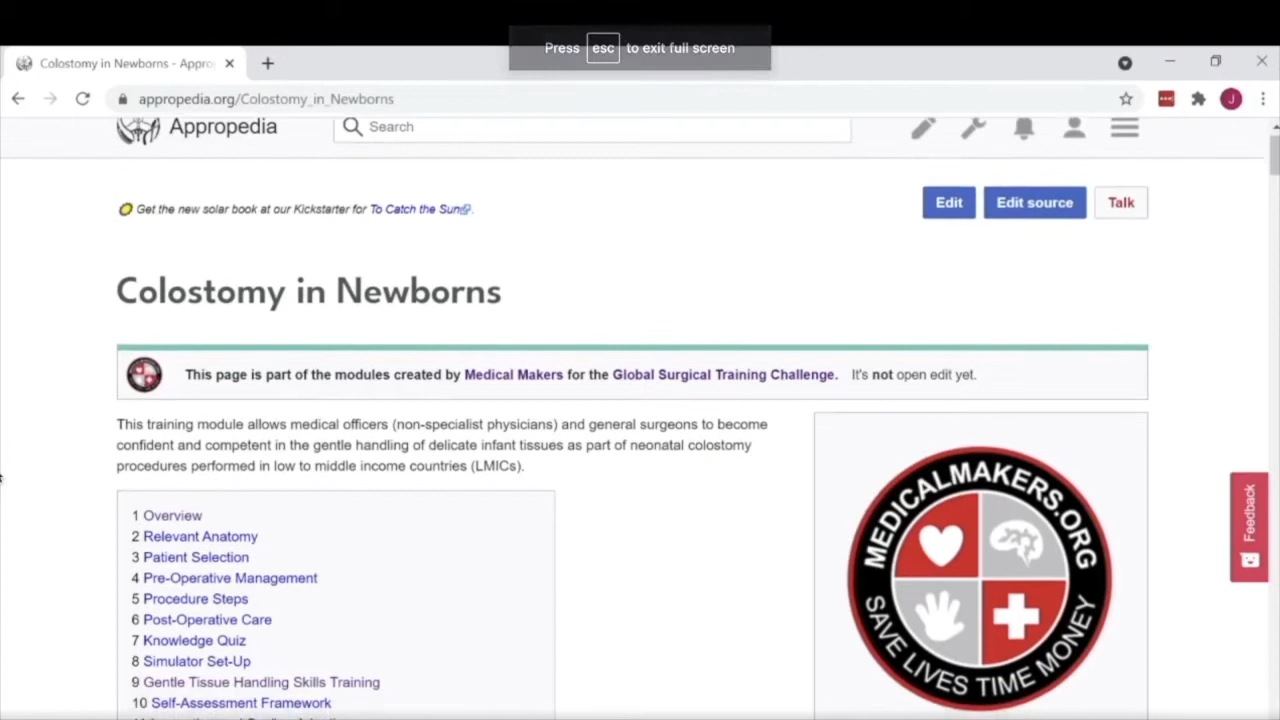 Press esc to exit full screen
Colostomy in Newborns - Appro
appropedia.org/Colostomy_in_Newborns
J
Appropedia
Search
Get the new solar book at our Kickstarter for To Catch the Sun.
Edit
Edit source
Talk
Colostomy in Newborns
This page is part of the modules created by Medical Makers for the Global Surgical Training Challenge. It's not open edit yet.
This training module allows medical officers (non-specialist physicians) and general surgeons to become
confident and competent in the gentle handling of delicate infant tissues as part of neonatal colostomy
procedures performed in low to middle income countries (LMICs).
1 Overview
2 Relevant Anatomy
3 Patient Selection
4 Pre-Operative Management
5 Procedure Steps
6 Post-Operative Care
7 Knowledge Quiz
8 Simulator Set-Up
9 Gentle Tissue Handling Skills Training
10 Self-Assessment Framework
MEDICALMAKERS.ORG
SAVE LIVES TIME MONEY
Feedback